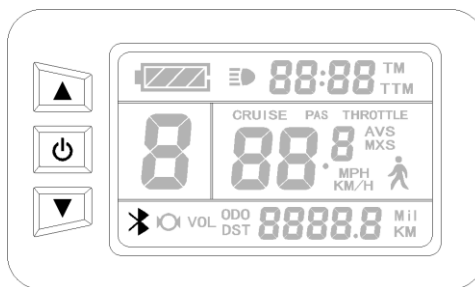 88:88 TM
TTM
CRUISE PAS THROTTLE
8 88.8 AVS
MXS
MPH
KM/H
VOL ODO 8888.8 Mil
DST KM